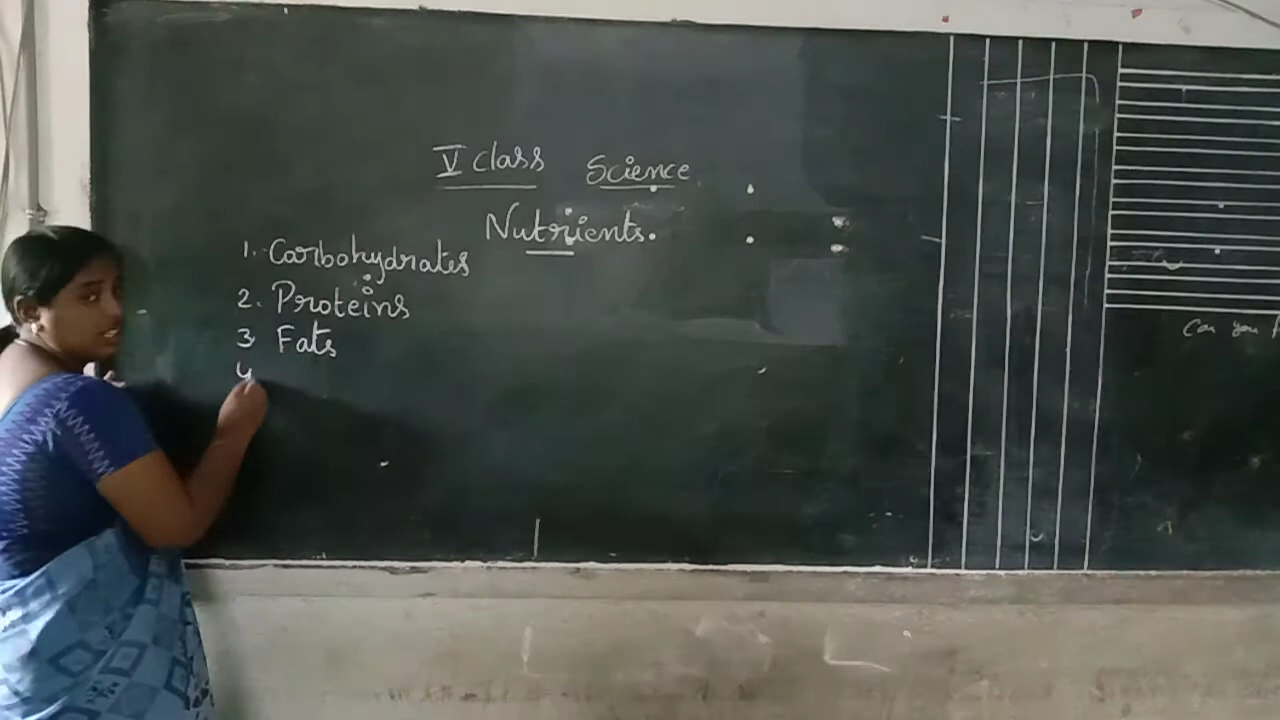 V class Science
Nutrients.
1. Carbohydrates
2. Proteins
3 Fats
4
Can you